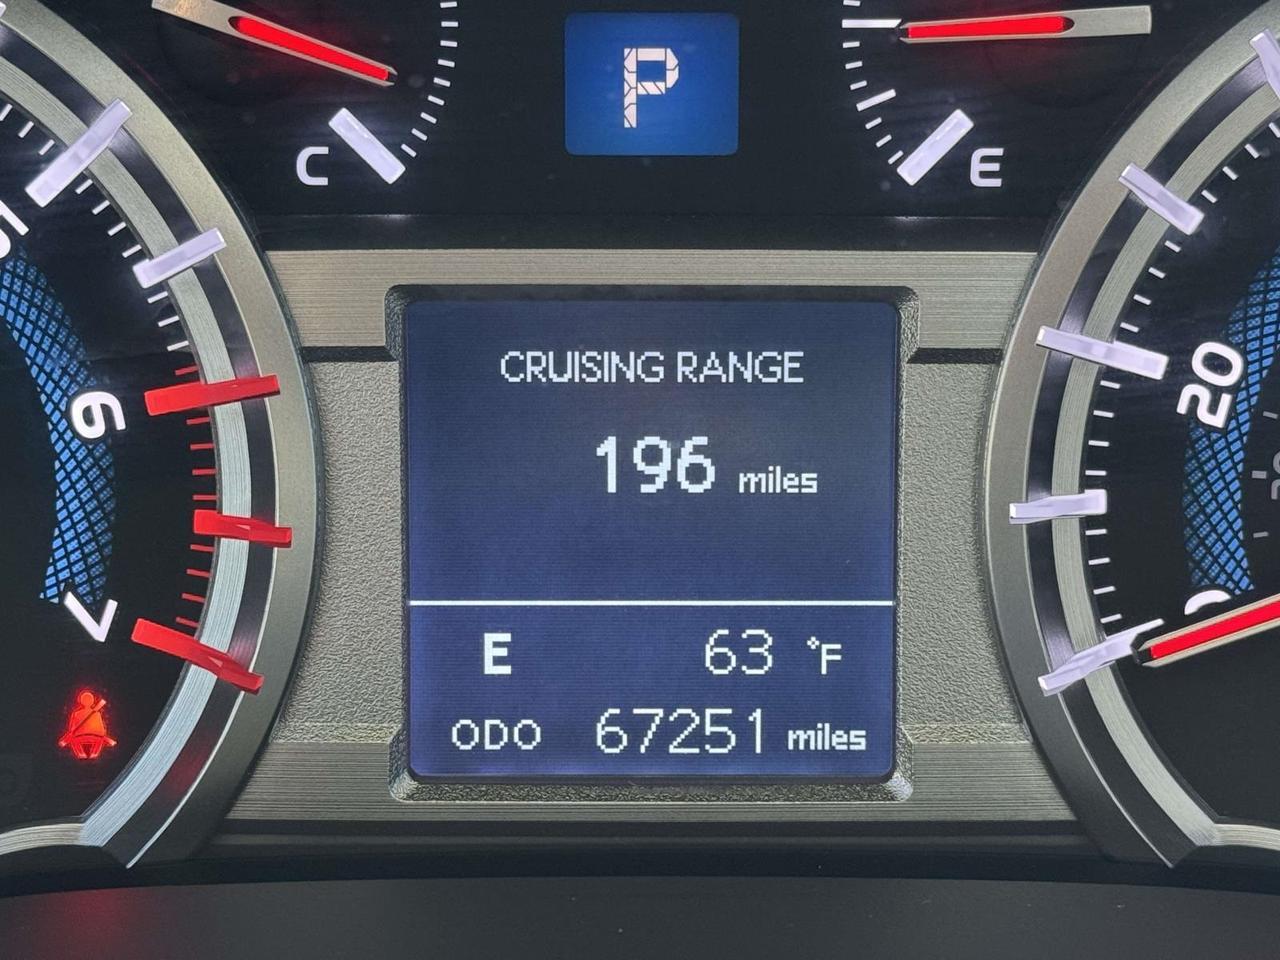 P
C
E
CRUISING RANGE
196 miles
6
20
E 63 °F
7
ODO 67251 miles